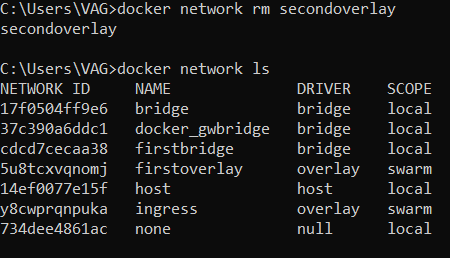 C:\Users\VAG>docker network rm secondoverlay
secondoverlay
C:\Users\VAG>docker network ls
NETWORK ID     NAME              DRIVER    SCOPE
17f0504ff9e6   bridge            bridge    local
37c390a6ddc1   docker_gwbridge   bridge    local
cdcd7cecaa38   firstbridge       bridge    local
5u8tcxvqnomj   firstoverlay      overlay   swarm
14ef0077e15f   host              host      local
y8cwprqnpuka   ingress           overlay   swarm
734dee4861ac   none              null      local